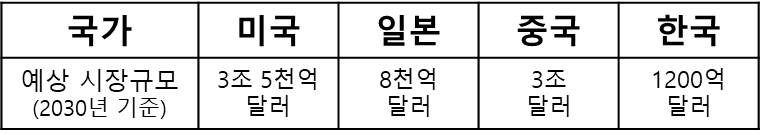 국가 미국 일본 중국 한국
예상 시장규모 3조 5천억 8천억 3조 1200억
(2030년 기준) 달러 달러 달러 달러